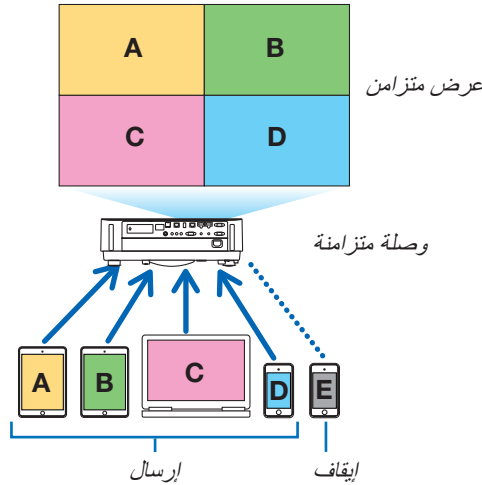 A B
عرض متزامن
C D
وصلة متزامنة
A B C D E
إرسال إيقاف